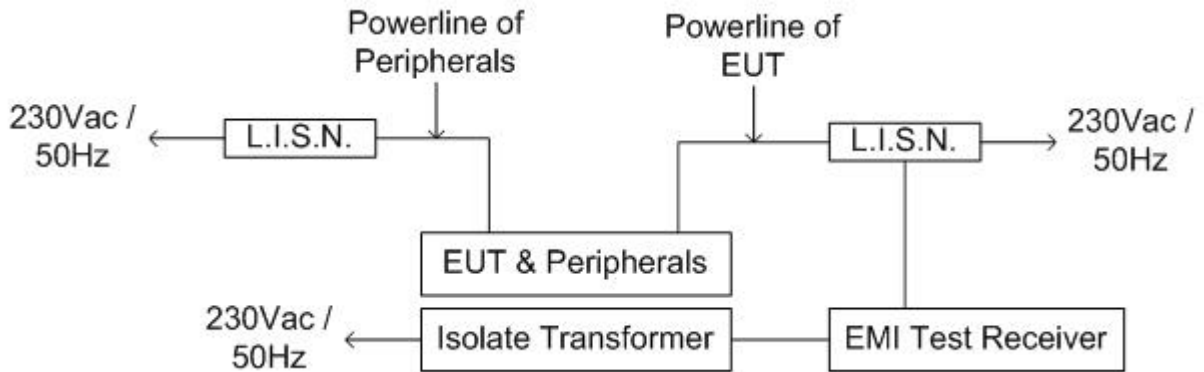 Powerline of
Peripherals
Powerline of
EUT
230Vac /
50Hz
L.I.S.N.
L.I.S.N.
230Vac /
50Hz
EUT & Peripherals
230Vac /
50Hz
Isolate Transformer
EMI Test Receiver